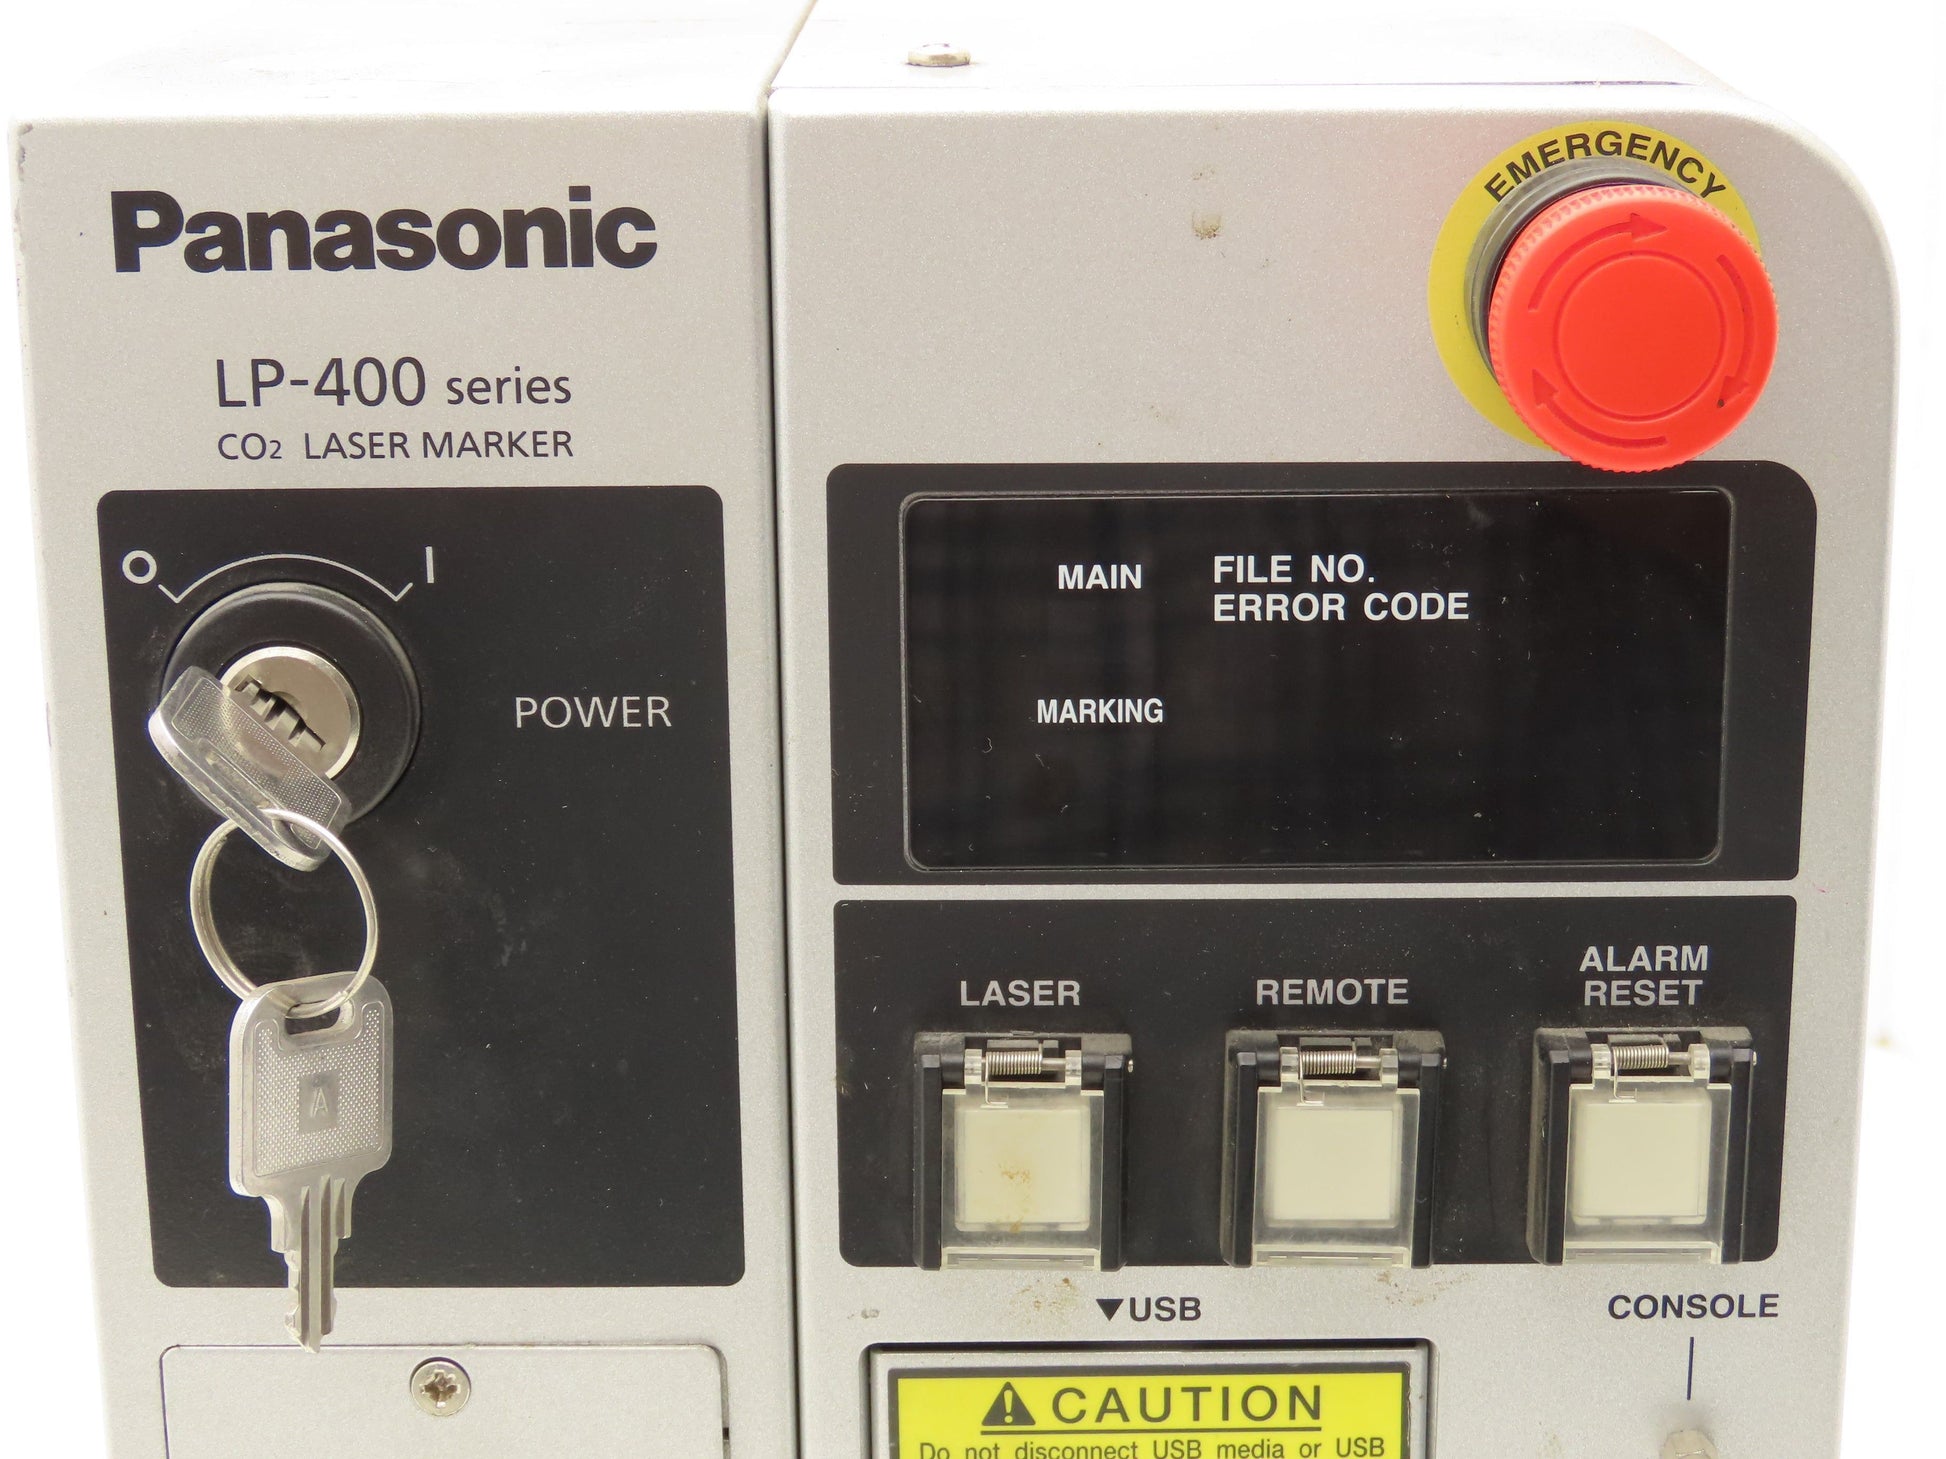 Panasonic
LP-400 series
CO2 LASER MARKER
O I
POWER
A
EMERGENCY
MAIN
FILE NO.
ERROR CODE
MARKING
LASER
REMOTE
ALARM
RESET
▼USB
CONSOLE
CAUTION
Do not disconnect USB media or USB